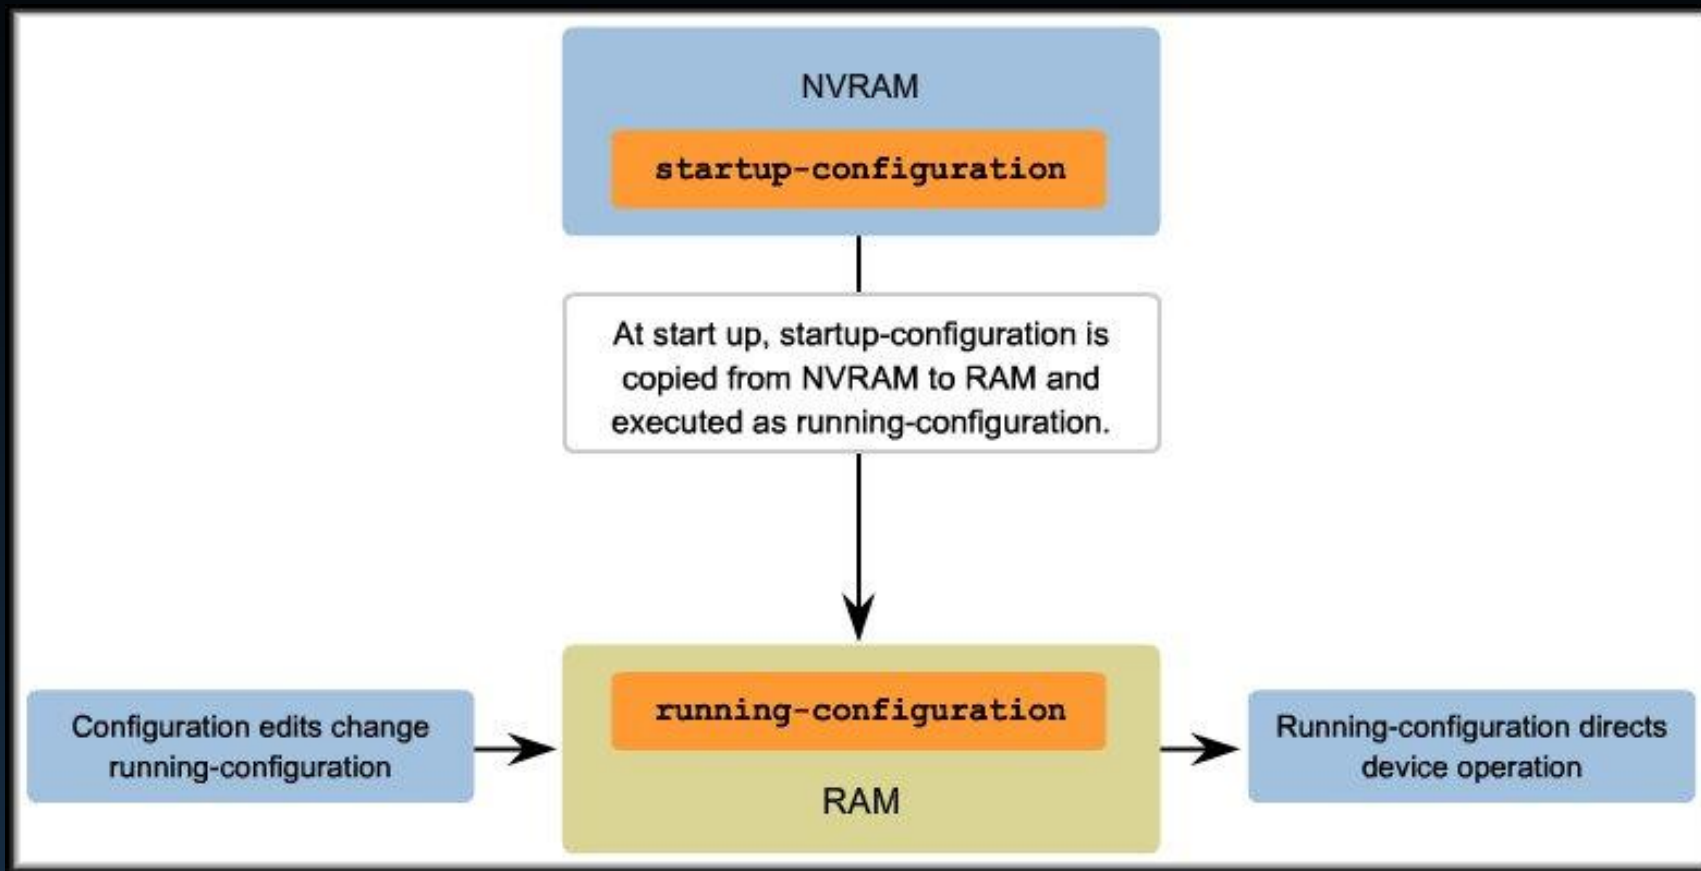 NVRAM
startup-configuration
At start up, startup-configuration is
copied from NVRAM to RAM and
executed as running-configuration.
Configuration edits change
running-configuration
running-configuration
RAM
Running-configuration directs
device operation